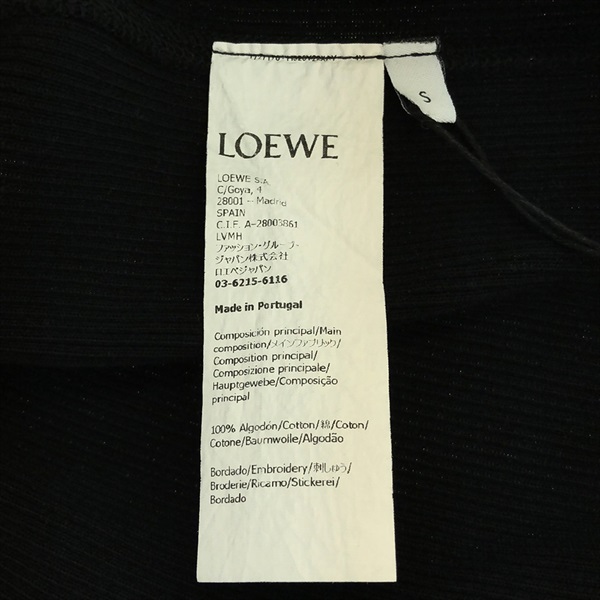 S
LOEWE
LOEWE S.A.
C/Goya, 4
28001 - Madrid
SPAIN
C.I.F. A-28003861
LVMH
ファッション・グループ
ジャパン株式会社
ロエベジャパン
03-6215-6116
Made in Portugal
Composición principal/Main
composition/メインファブリック/
Composition principal/
Composizione principale/
Hauptgewebe/Composição
principal
100% Algodón/Cotton/綿/Coton/
Cotone/Baumwolle/Algodão
Bordado/Embroidery/刺しゅう/
Broderie/Ricamo/Stickerei/
Bordado